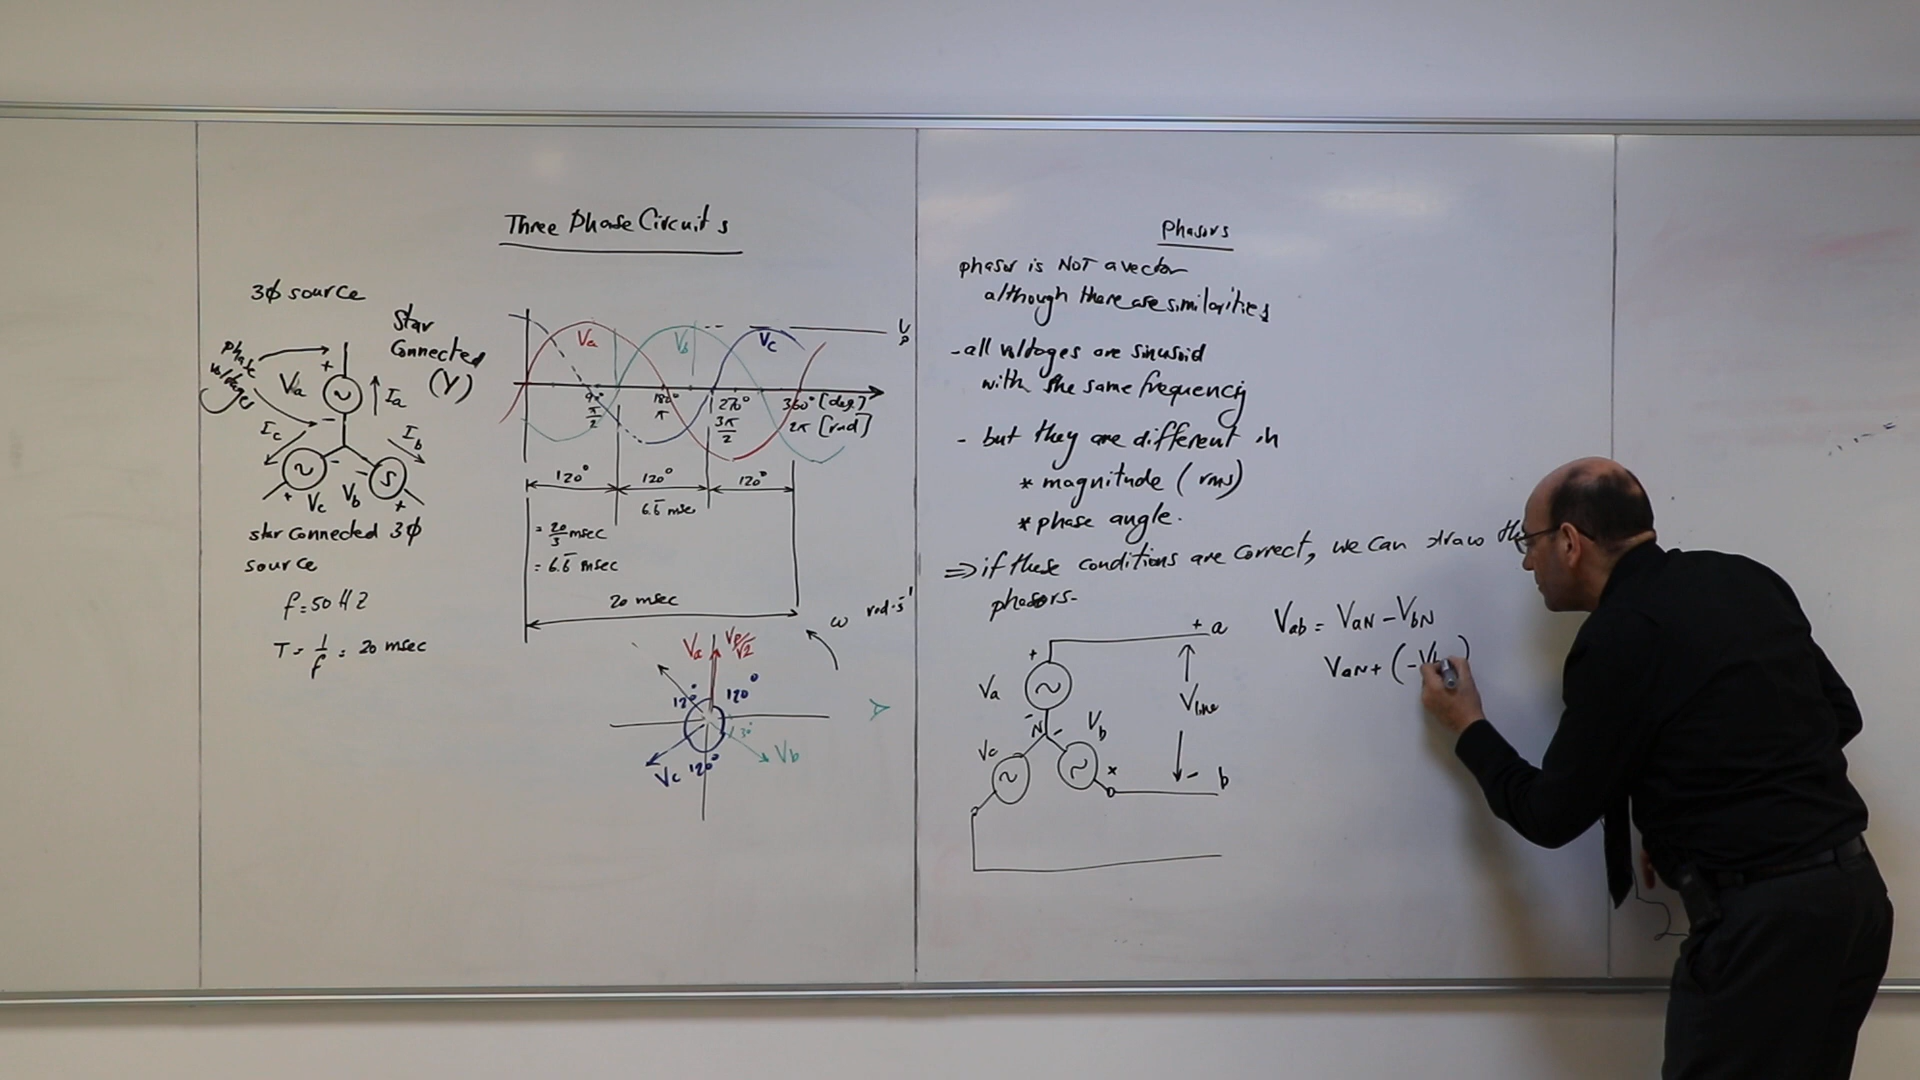 Three Phase Circuits
3φ source
Star
Connected
(Y)
phase
voltages
+
Va
Ia
-
Ic
Ib
-
-
+
Vc
Vb
+
star connected 3φ
source
f=50HZ
T= 1/f = 20 msec
Va
Vb
Vc
Vp
90°
180°
270°
360° [deg.]
π/2
π
3π/2
2π [rad]
120°
120°
120°
6.6 msec
= 20/3 msec
= 6.6 msec
20 msec
ω rad·s⁻¹
Va
Vp/√2
120°
120°
30°
Vc
120°
Vb
Phasors
phasor is NOT a vector
although there are similarities
- all voltages are sinusoid
with the same frequency
- but they are different in
* magnitude (rms)
* phase angle.
⇒ if these conditions are correct, we can draw
phasors.
+ a
Vab = VaN - VbN
VaN + (-V
+
Va
-
Vline
N
-
Vb
Vc
- b